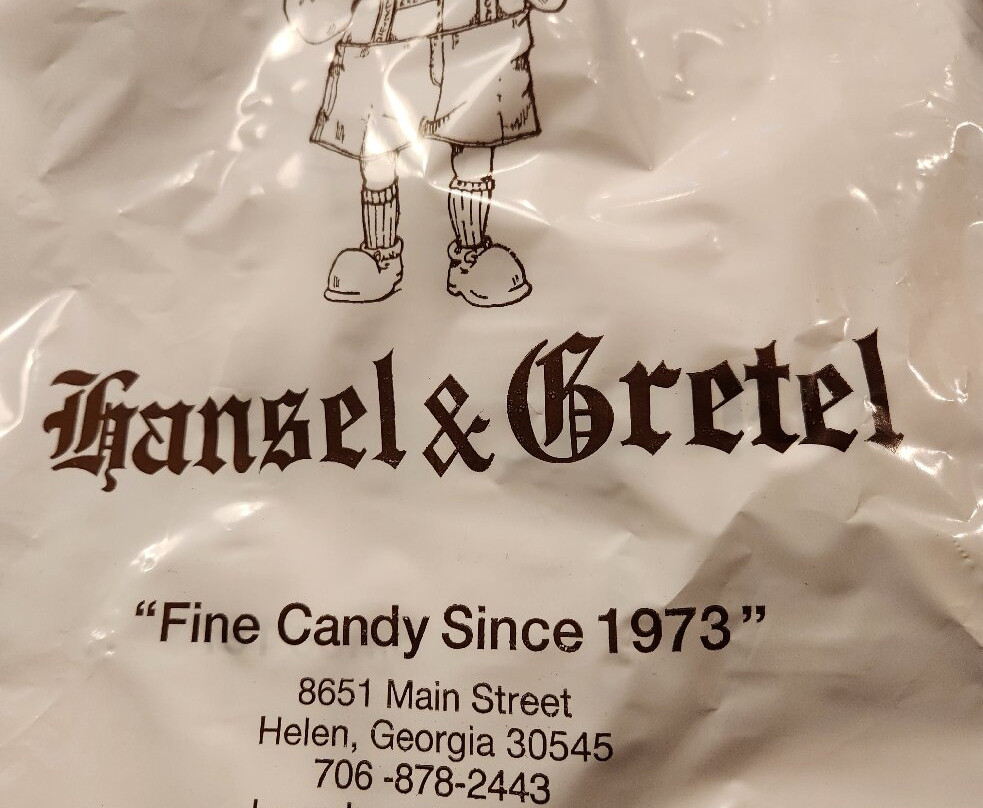 Hansel & Gretel
“Fine Candy Since 1973”
8651 Main Street
Helen, Georgia 30545
706 -878-2443